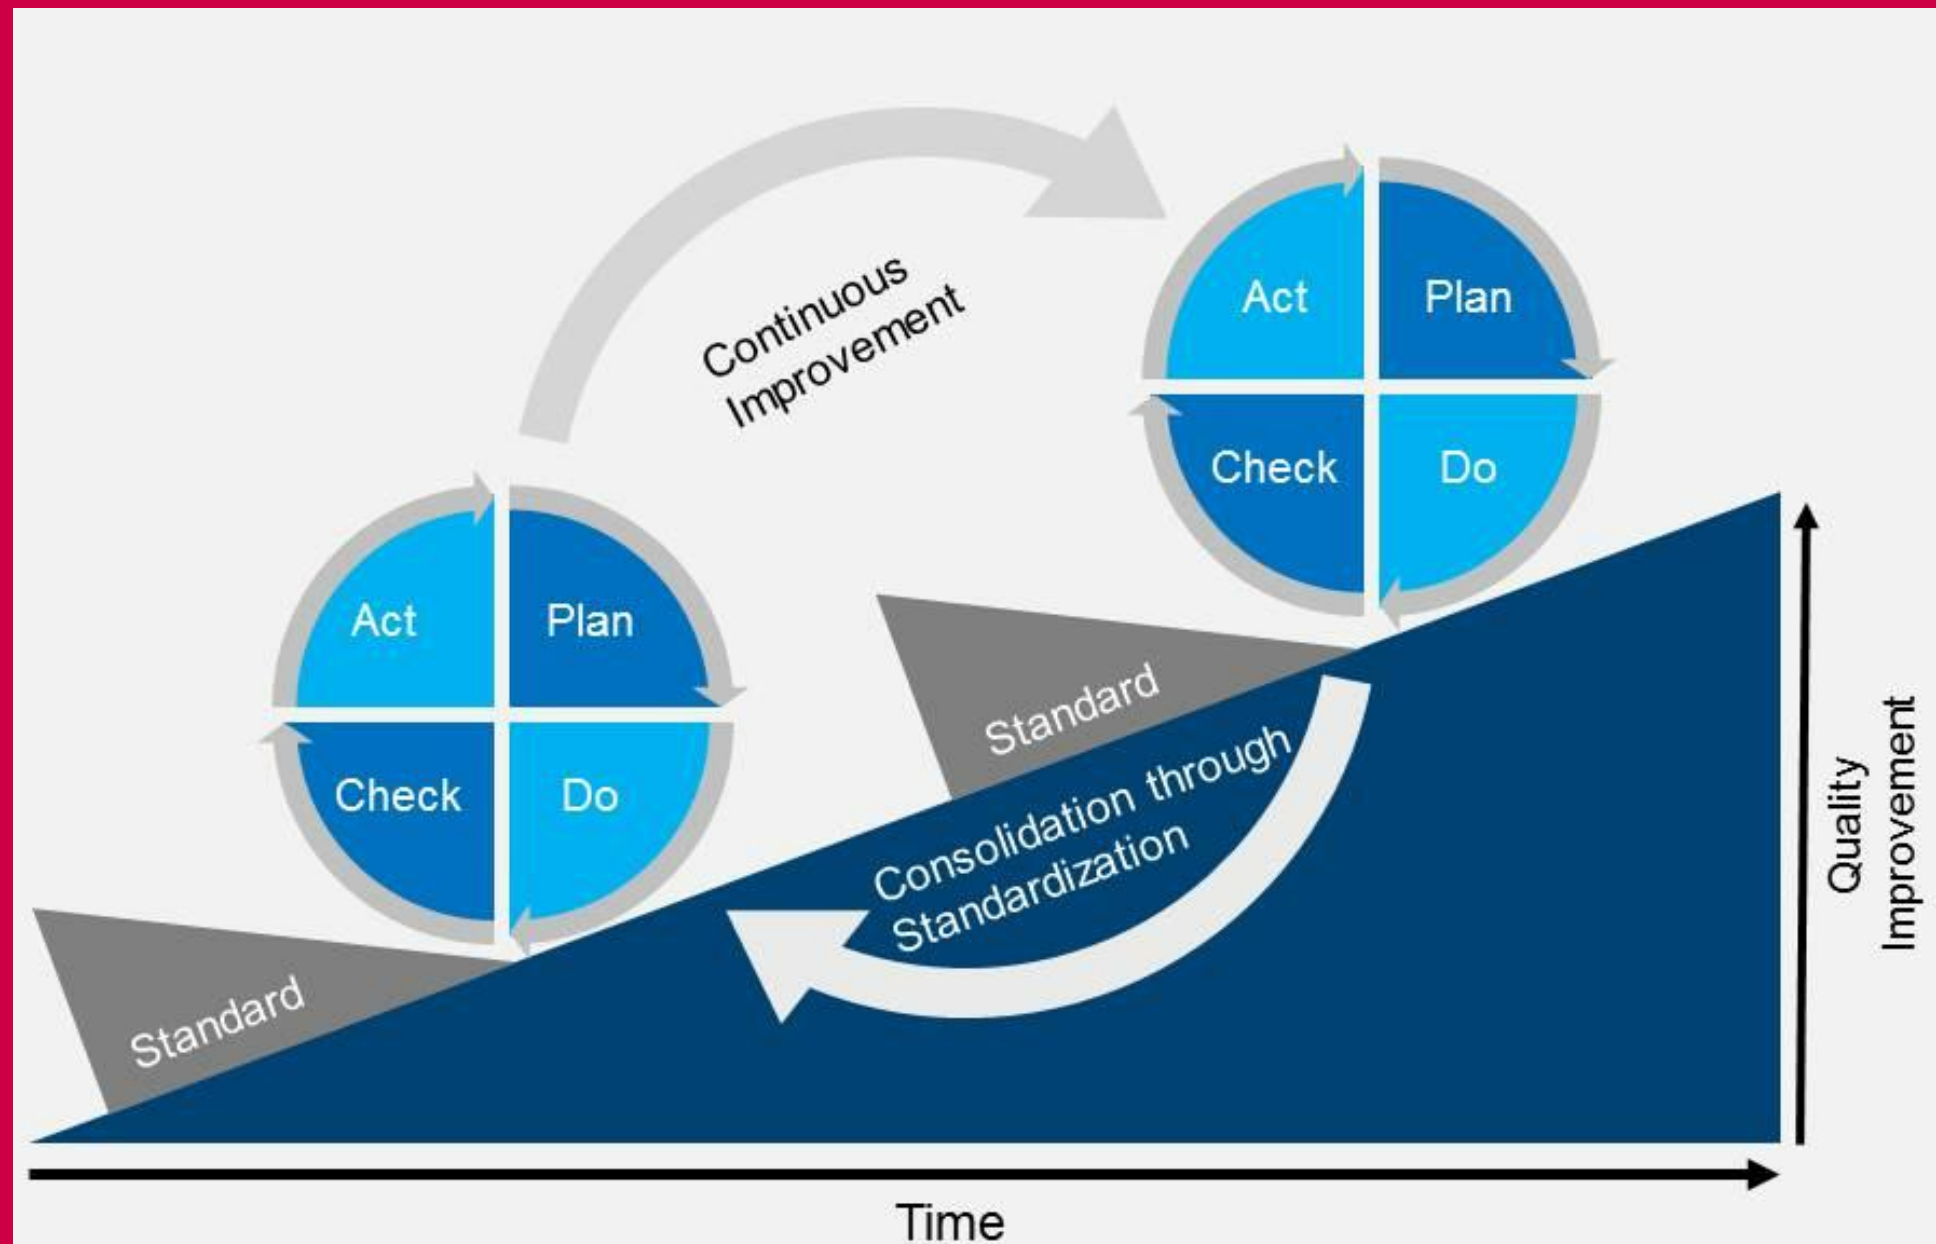 Continuous
Improvement
Act
Plan
Check
Do
Act
Plan
Check
Do
Standard
Standard
Consolidation through
Standardization
Quality
Improvement
Time